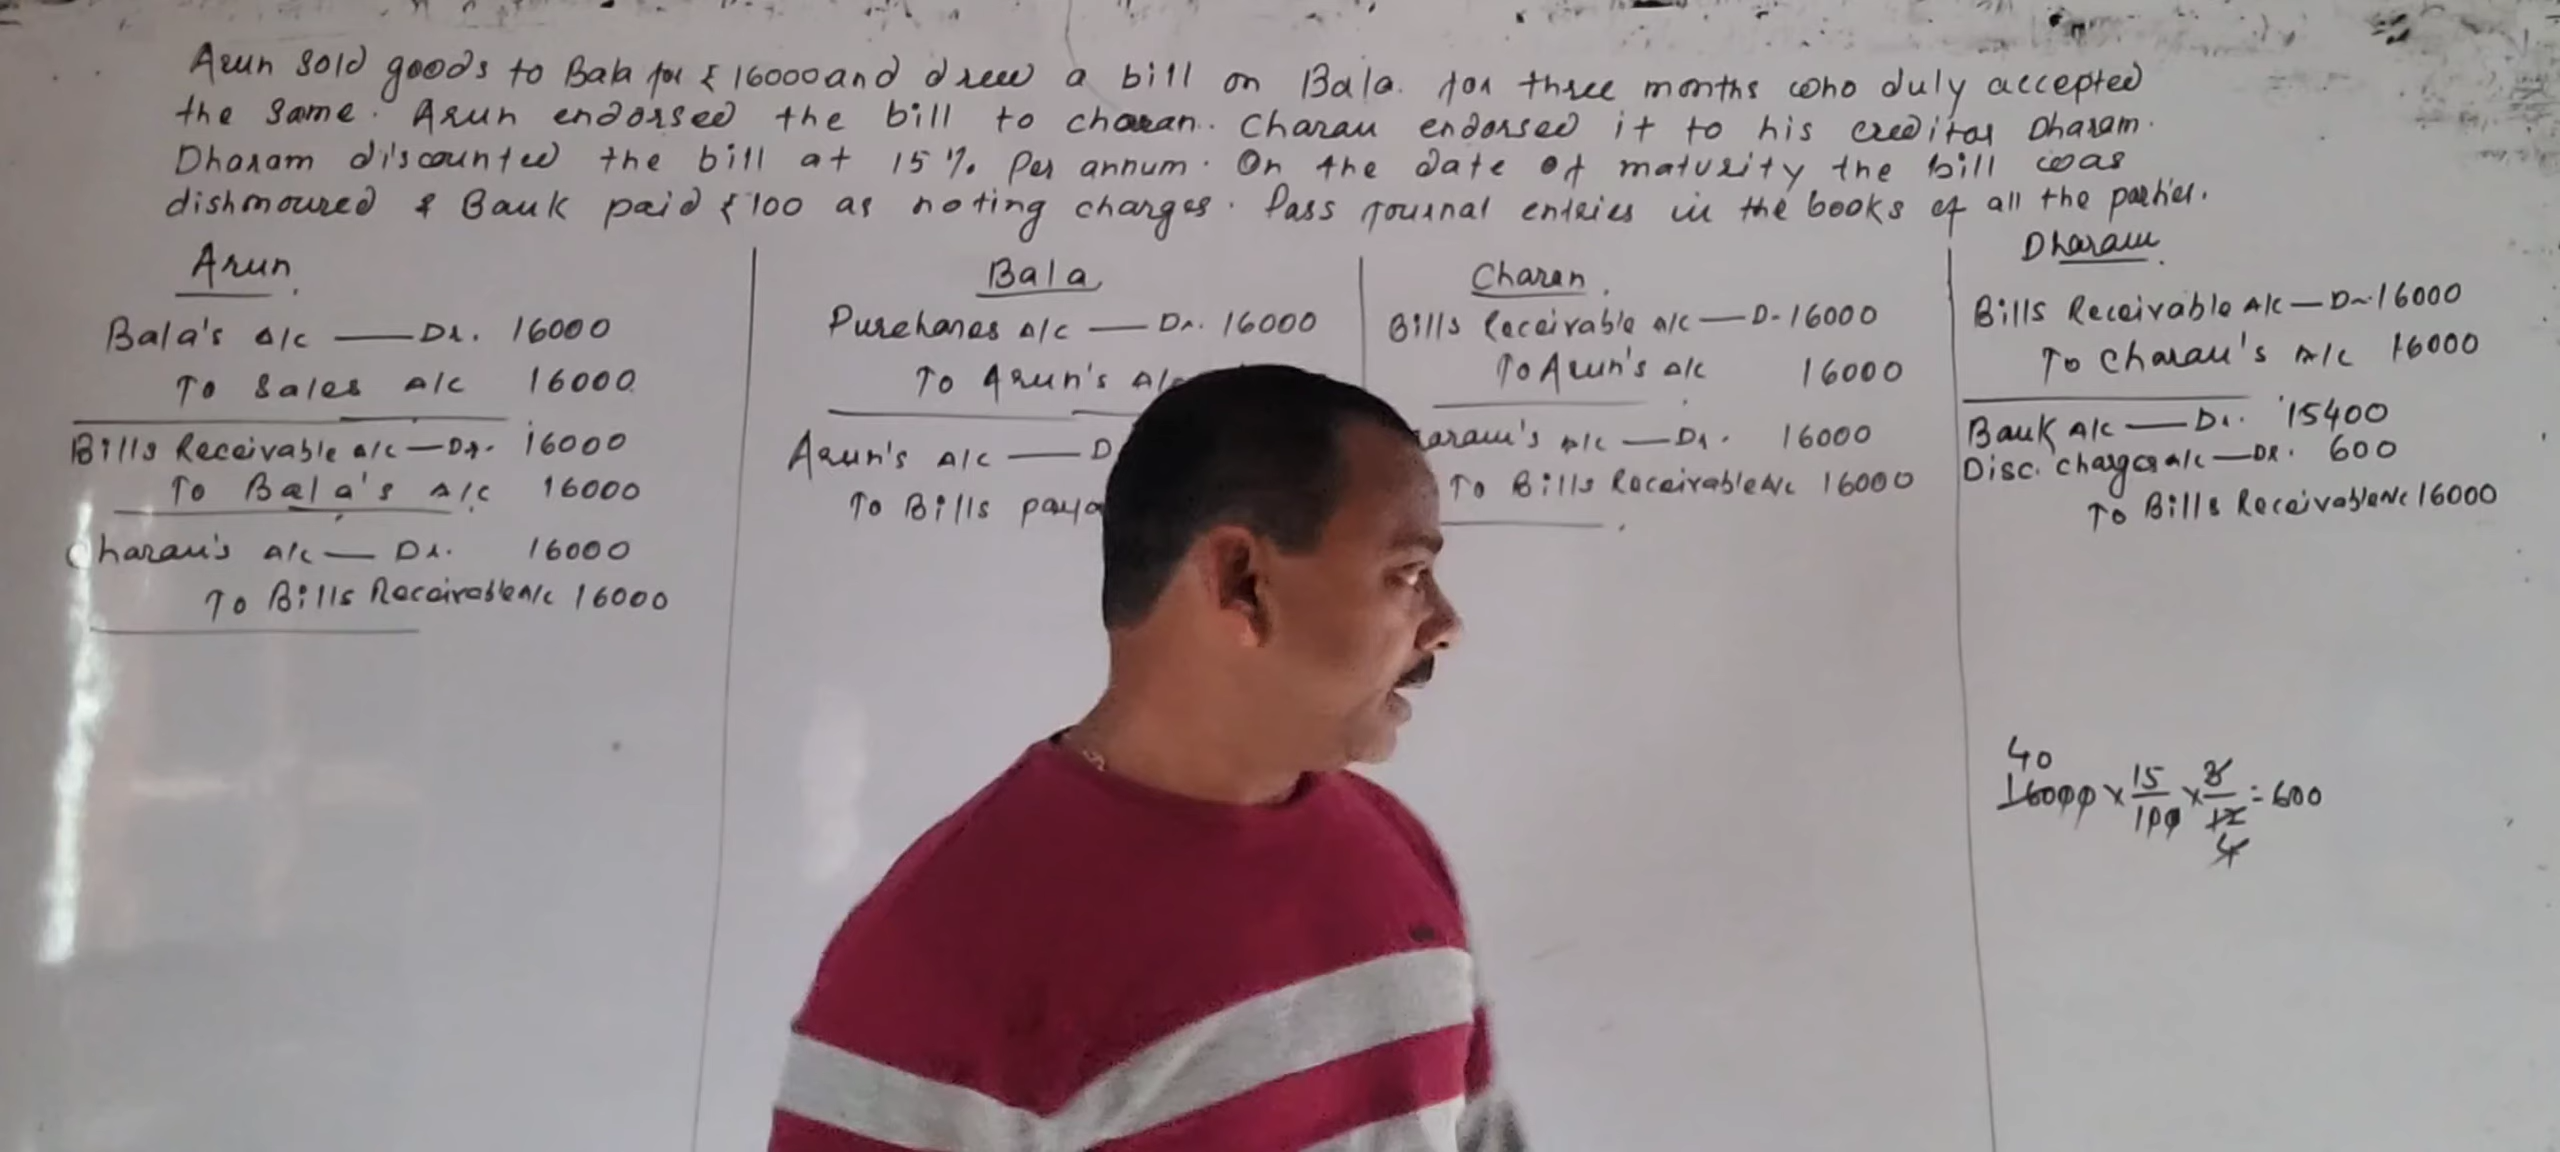 Arun sold goods to Bala for ₹ 16000 and drew a bill on Bala. for three months who duly accepted
the same. Arun endorsed the bill to charan. Charan endorsed it to his creditor Dharam.
Dharam discounted the bill at 15% Per annum. On the date of maturity the bill was
dishnoured & Bank paid ₹100 as noting charges. Pass journal entries in the books of all the parties.
Arun
Bala's A/c — Dr. 16000
To Sales A/c 16000
Bills Receivable A/c — Dr. 16000
To Bala's A/c 16000
Charan's A/c — Dr. 16000
To Bills Receivable A/c 16000
Bala
Purchases A/c — Dr. 16000
To Arun's A/c
Arun's A/c — D
To Bills paya
Charan
Bills Receivable A/c — D- 16000
To Arun's A/c 16000
aram's A/c — Dr. 16000
To Bills Receivable A/c 16000
Dharam
Bills Receivable A/c — Dr. 16000
To Charan's A/c 16000
Bank A/c — Dr. 15400
Disc. charges A/c — Dr. 600
To Bills Receivable A/c 16000
40
16000 × 15/100 × 3/12 = 600
4